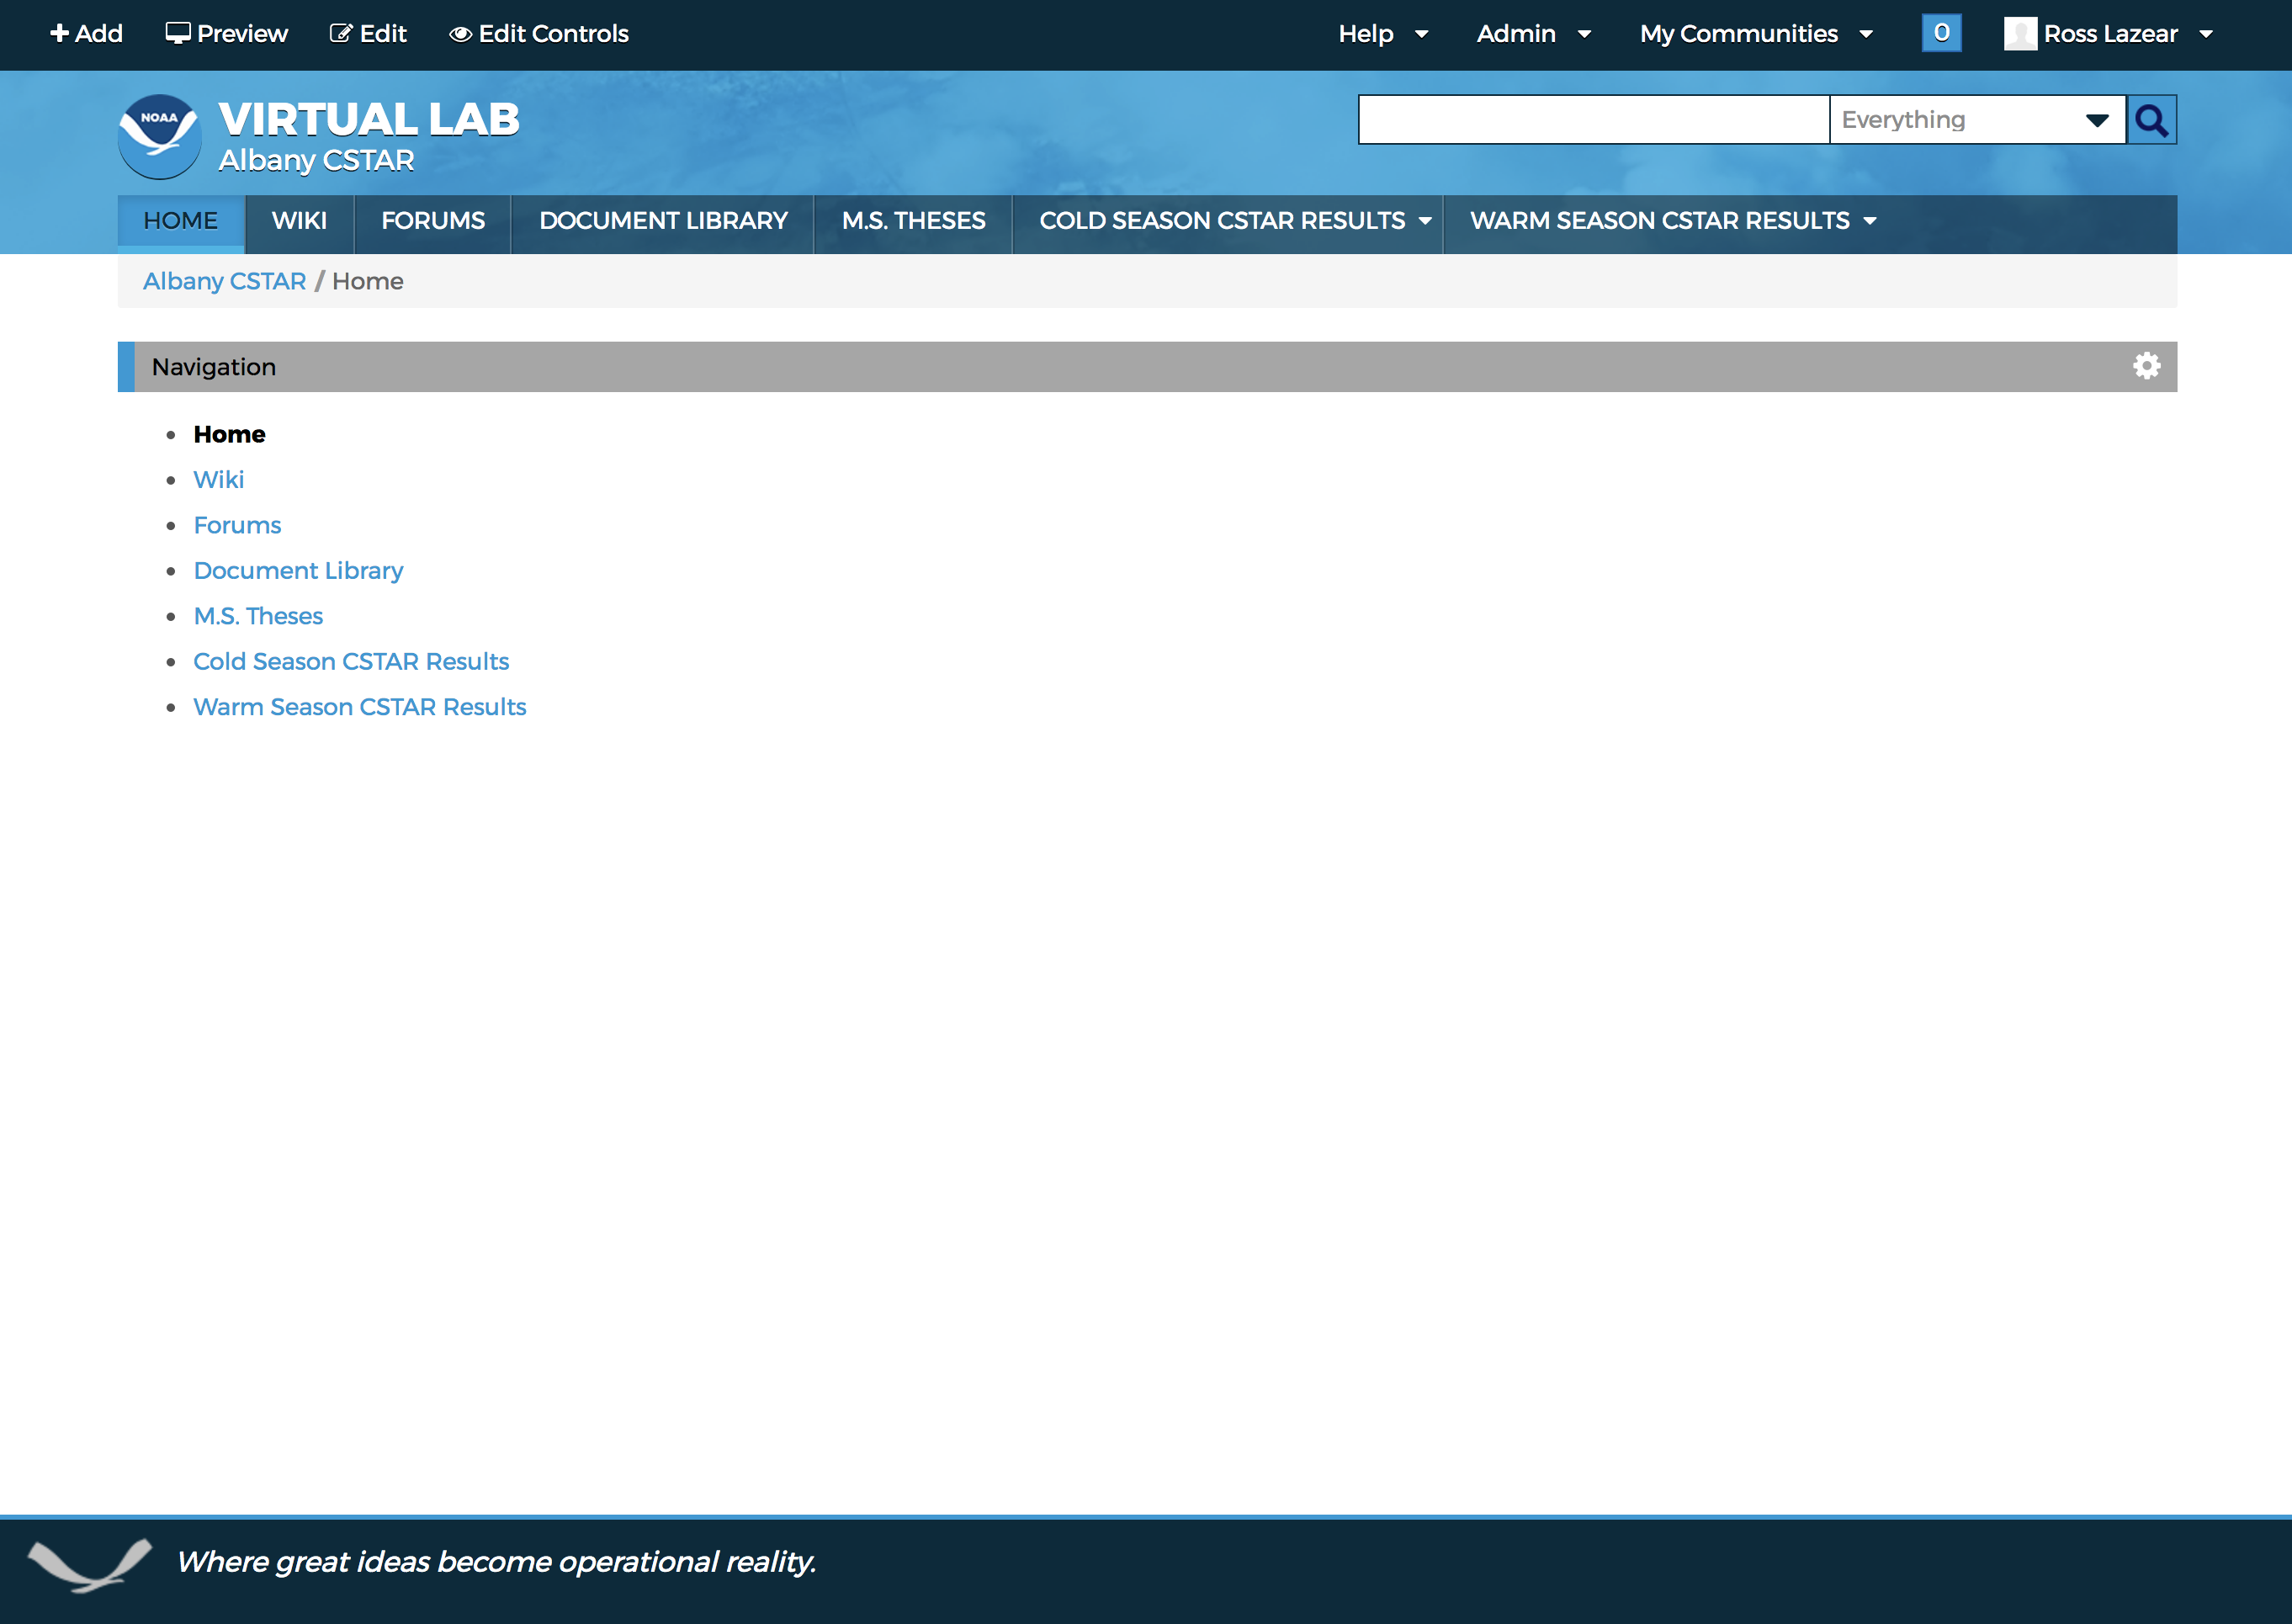 Add Preview Edit Edit Controls Help Admin My Communities 0 Ross Lazear
NOAA
VIRTUAL LAB
Albany CSTAR
Everything
HOME WIKI FORUMS DOCUMENT LIBRARY M.S. THESES COLD SEASON CSTAR RESULTS WARM SEASON CSTAR RESULTS
Albany CSTAR / Home
Navigation
Home
Wiki
Forums
Document Library
M.S. Theses
Cold Season CSTAR Results
Warm Season CSTAR Results
Where great ideas become operational reality.